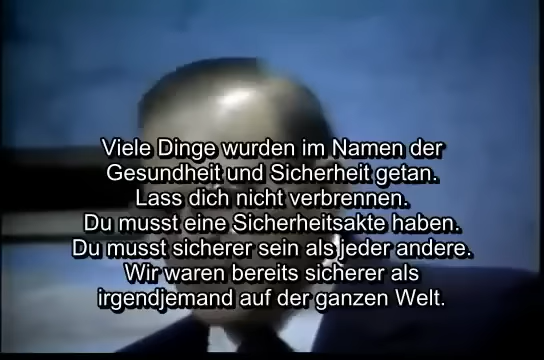 Viele Dinge wurden im Namen der
Gesundheit und Sicherheit getan.
Lass dich nicht verbrennen.
Du musst eine Sicherheitsakte haben.
Du musst sicherer sein als jeder andere.
Wir waren bereits sicherer als
irgendjemand auf der ganzen Welt.